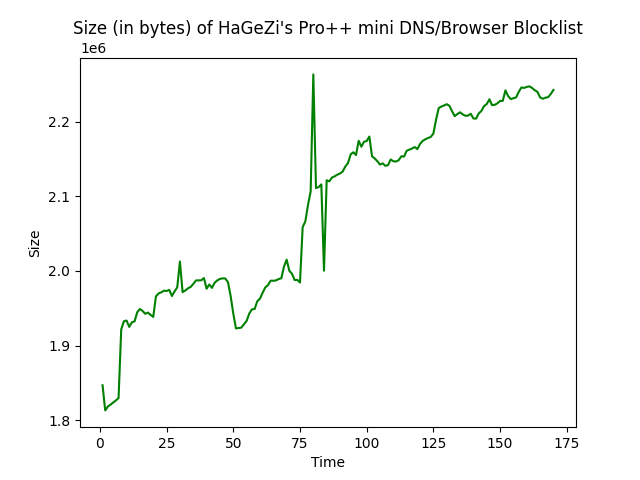 Size (in bytes) of HaGeZi's Pro++ mini DNS/Browser Blocklist
1e6
2.2
2.1
2.0
1.9
1.8
Size
0 25 50 75 100 125 150 175
Time